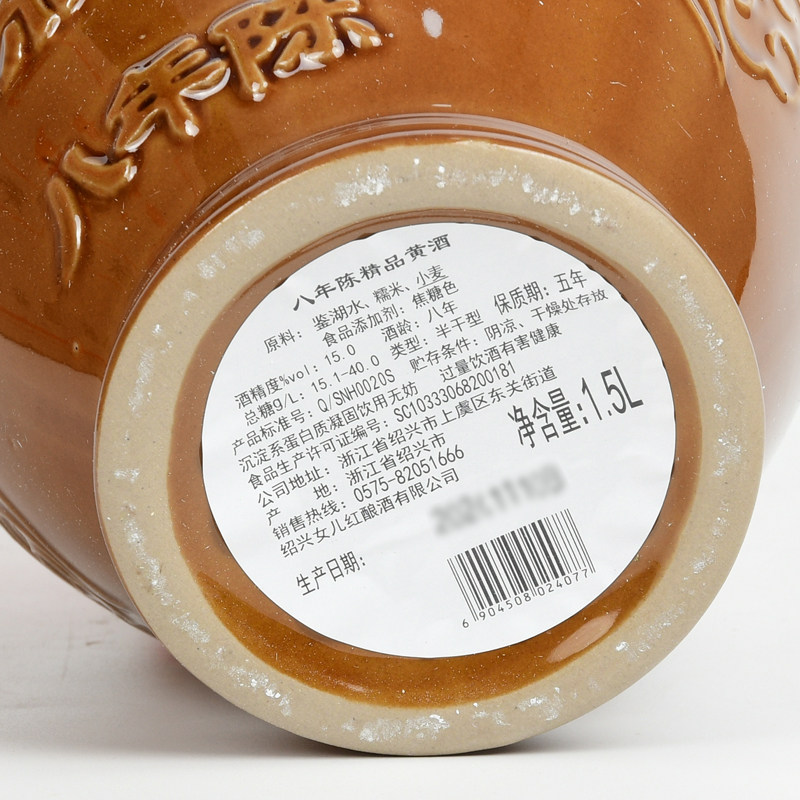 八年陈
八年陈精品黄酒
原料：鉴湖水、糯米、小麦
食品添加剂：焦糖色
酒精度%vol：15.0 酒龄：八年 保质期：五年
总糖g/L：15.1-40.0 类型：半干型
产品标准号：Q/SNH0020S 贮存条件：阴凉、干燥处存放
沉淀系蛋白质凝固饮用无妨 过量饮酒有害健康
食品生产许可证编号：SC10333068200181
公司地址：浙江省绍兴市上虞区东关街道
产 地：浙江省绍兴市
销售热线：0575-82051666
绍兴女儿红酿酒有限公司
净含量:1.5L
生产日期：
6 904508 024077